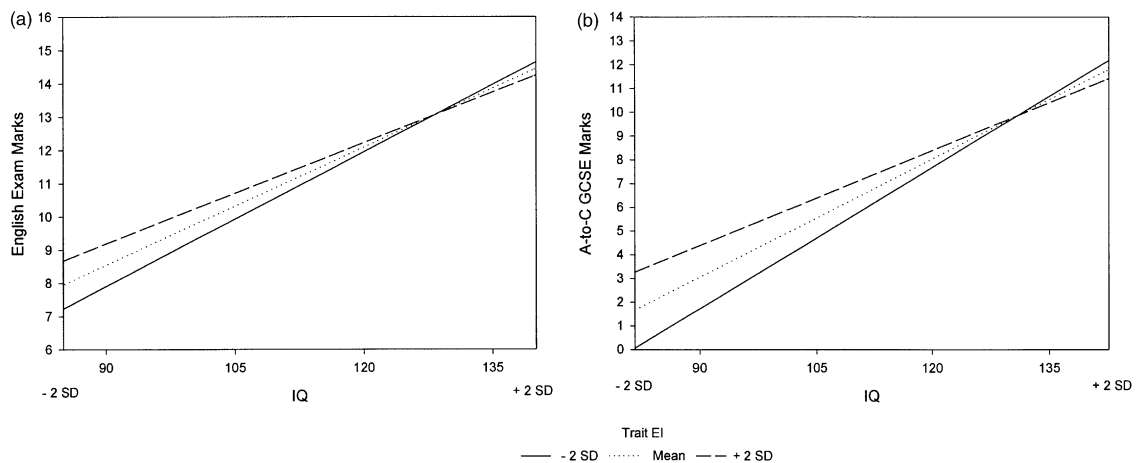 (a)
English Exam Marks
16
15
14
13
12
11
10
9
8
7
6
90
105
120
135
- 2 SD
IQ
+ 2 SD
(b)
A-to-C GCSE Marks
14
13
12
11
10
9
8
7
6
5
4
3
2
1
0
90
105
120
135
- 2 SD
IQ
+ 2 SD
Trait EI
- 2 SD Mean + 2 SD